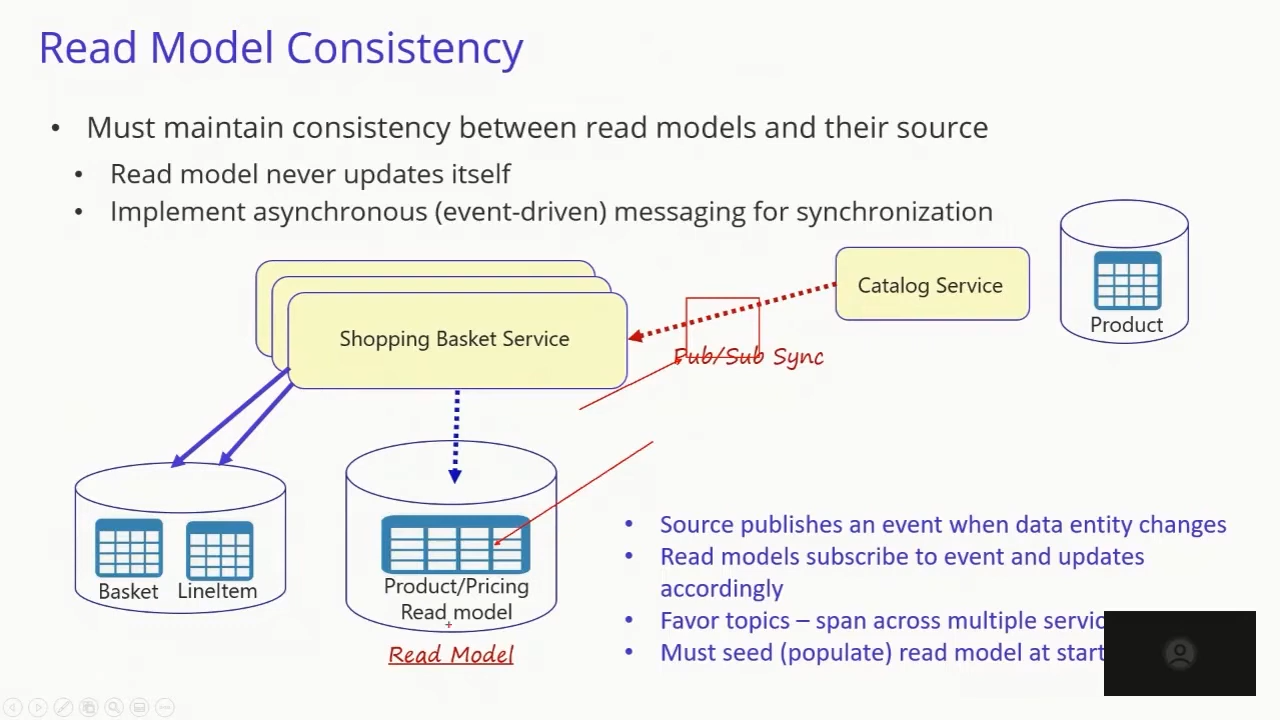 Read Model Consistency
• Must maintain consistency between read models and their source
• Read model never updates itself
• Implement asynchronous (event-driven) messaging for synchronization
Catalog Service
Product
Shopping Basket Service
Pub/Sub Sync
Basket
LineItem
Product/Pricing
Read model
Read Model
• Source publishes an event when data entity changes
• Read models subscribe to event and updates
accordingly
• Favor topics – span across multiple
• Must seed (populate) read model at